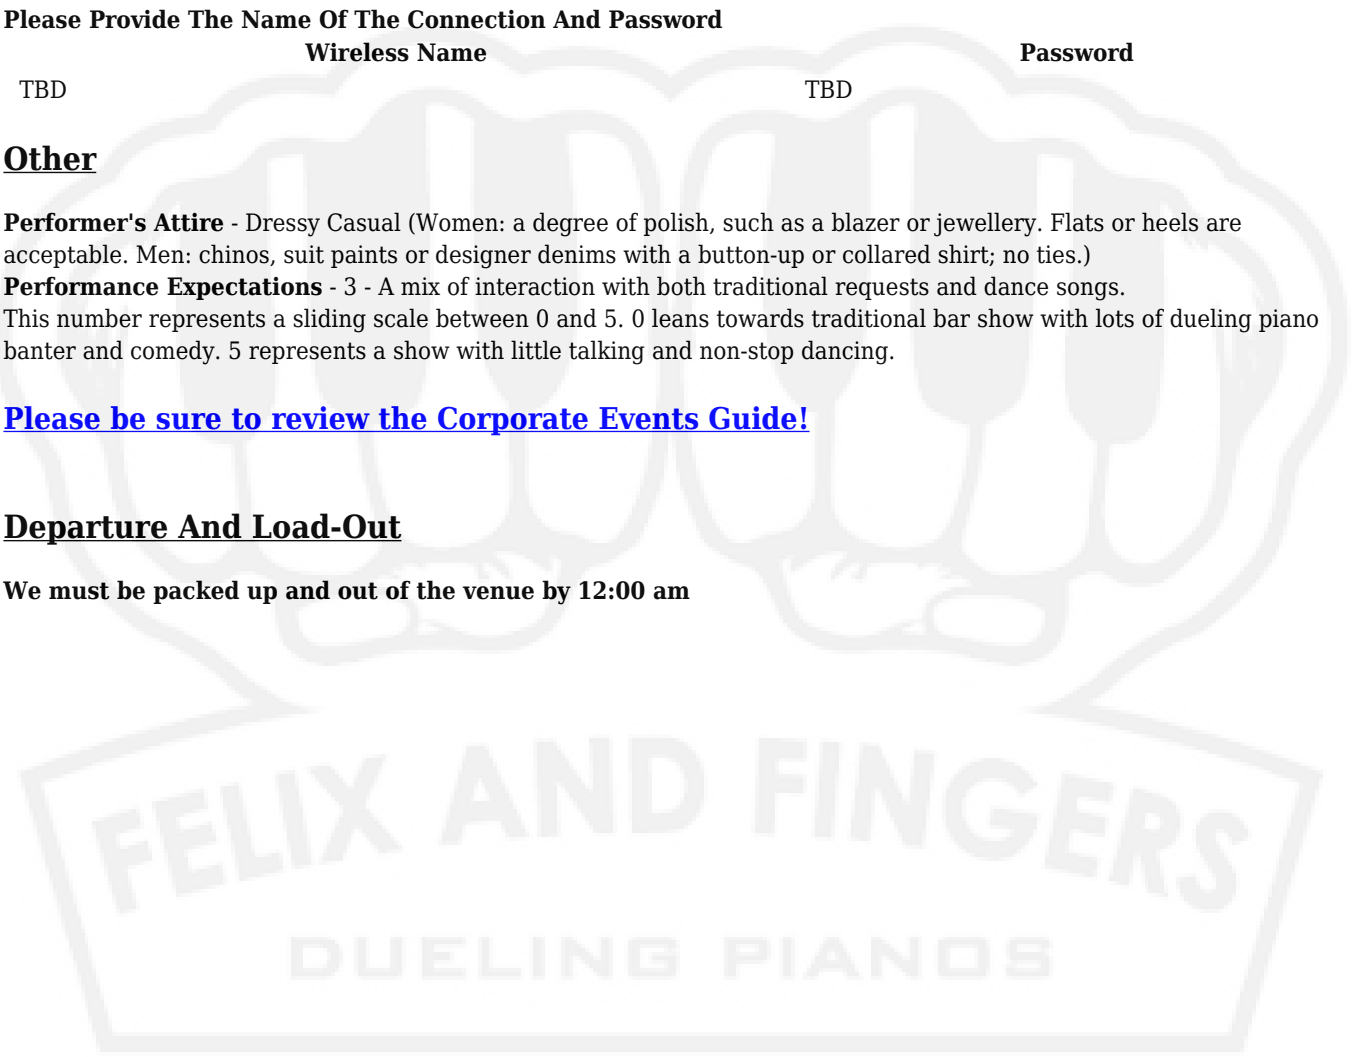 Please Provide The Name Of The Connection And Password
Wireless Name Password
TBD TBD
Other
Performer's Attire - Dressy Casual (Women: a degree of polish, such as a blazer or jewellery. Flats or heels are
acceptable. Men: chinos, suit paints or designer denims with a button-up or collared shirt; no ties.)
Performance Expectations - 3 - A mix of interaction with both traditional requests and dance songs.
This number represents a sliding scale between 0 and 5. 0 leans towards traditional bar show with lots of dueling piano
banter and comedy. 5 represents a show with little talking and non-stop dancing.
Please be sure to review the Corporate Events Guide!
Departure And Load-Out
We must be packed up and out of the venue by 12:00 am
FELIX AND FINGERS
DUELING PIANOS